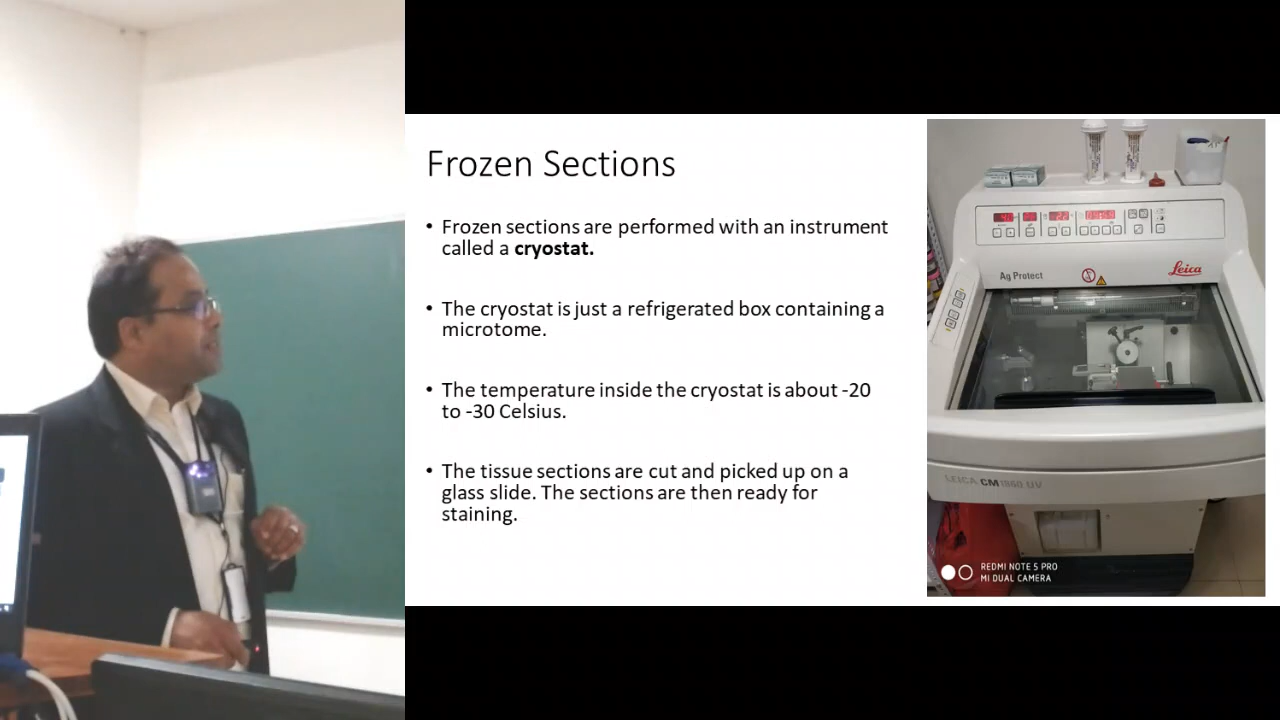 Frozen Sections
• Frozen sections are performed with an instrument
called a cryostat.
• The cryostat is just a refrigerated box containing a
microtome.
• The temperature inside the cryostat is about -20
to -30 Celsius.
• The tissue sections are cut and picked up on a
glass slide. The sections are then ready for
staining.
Ag Protect
Leica
LEICA CM1860 UV
REDMI NOTE 5 PRO
MI DUAL CAMERA